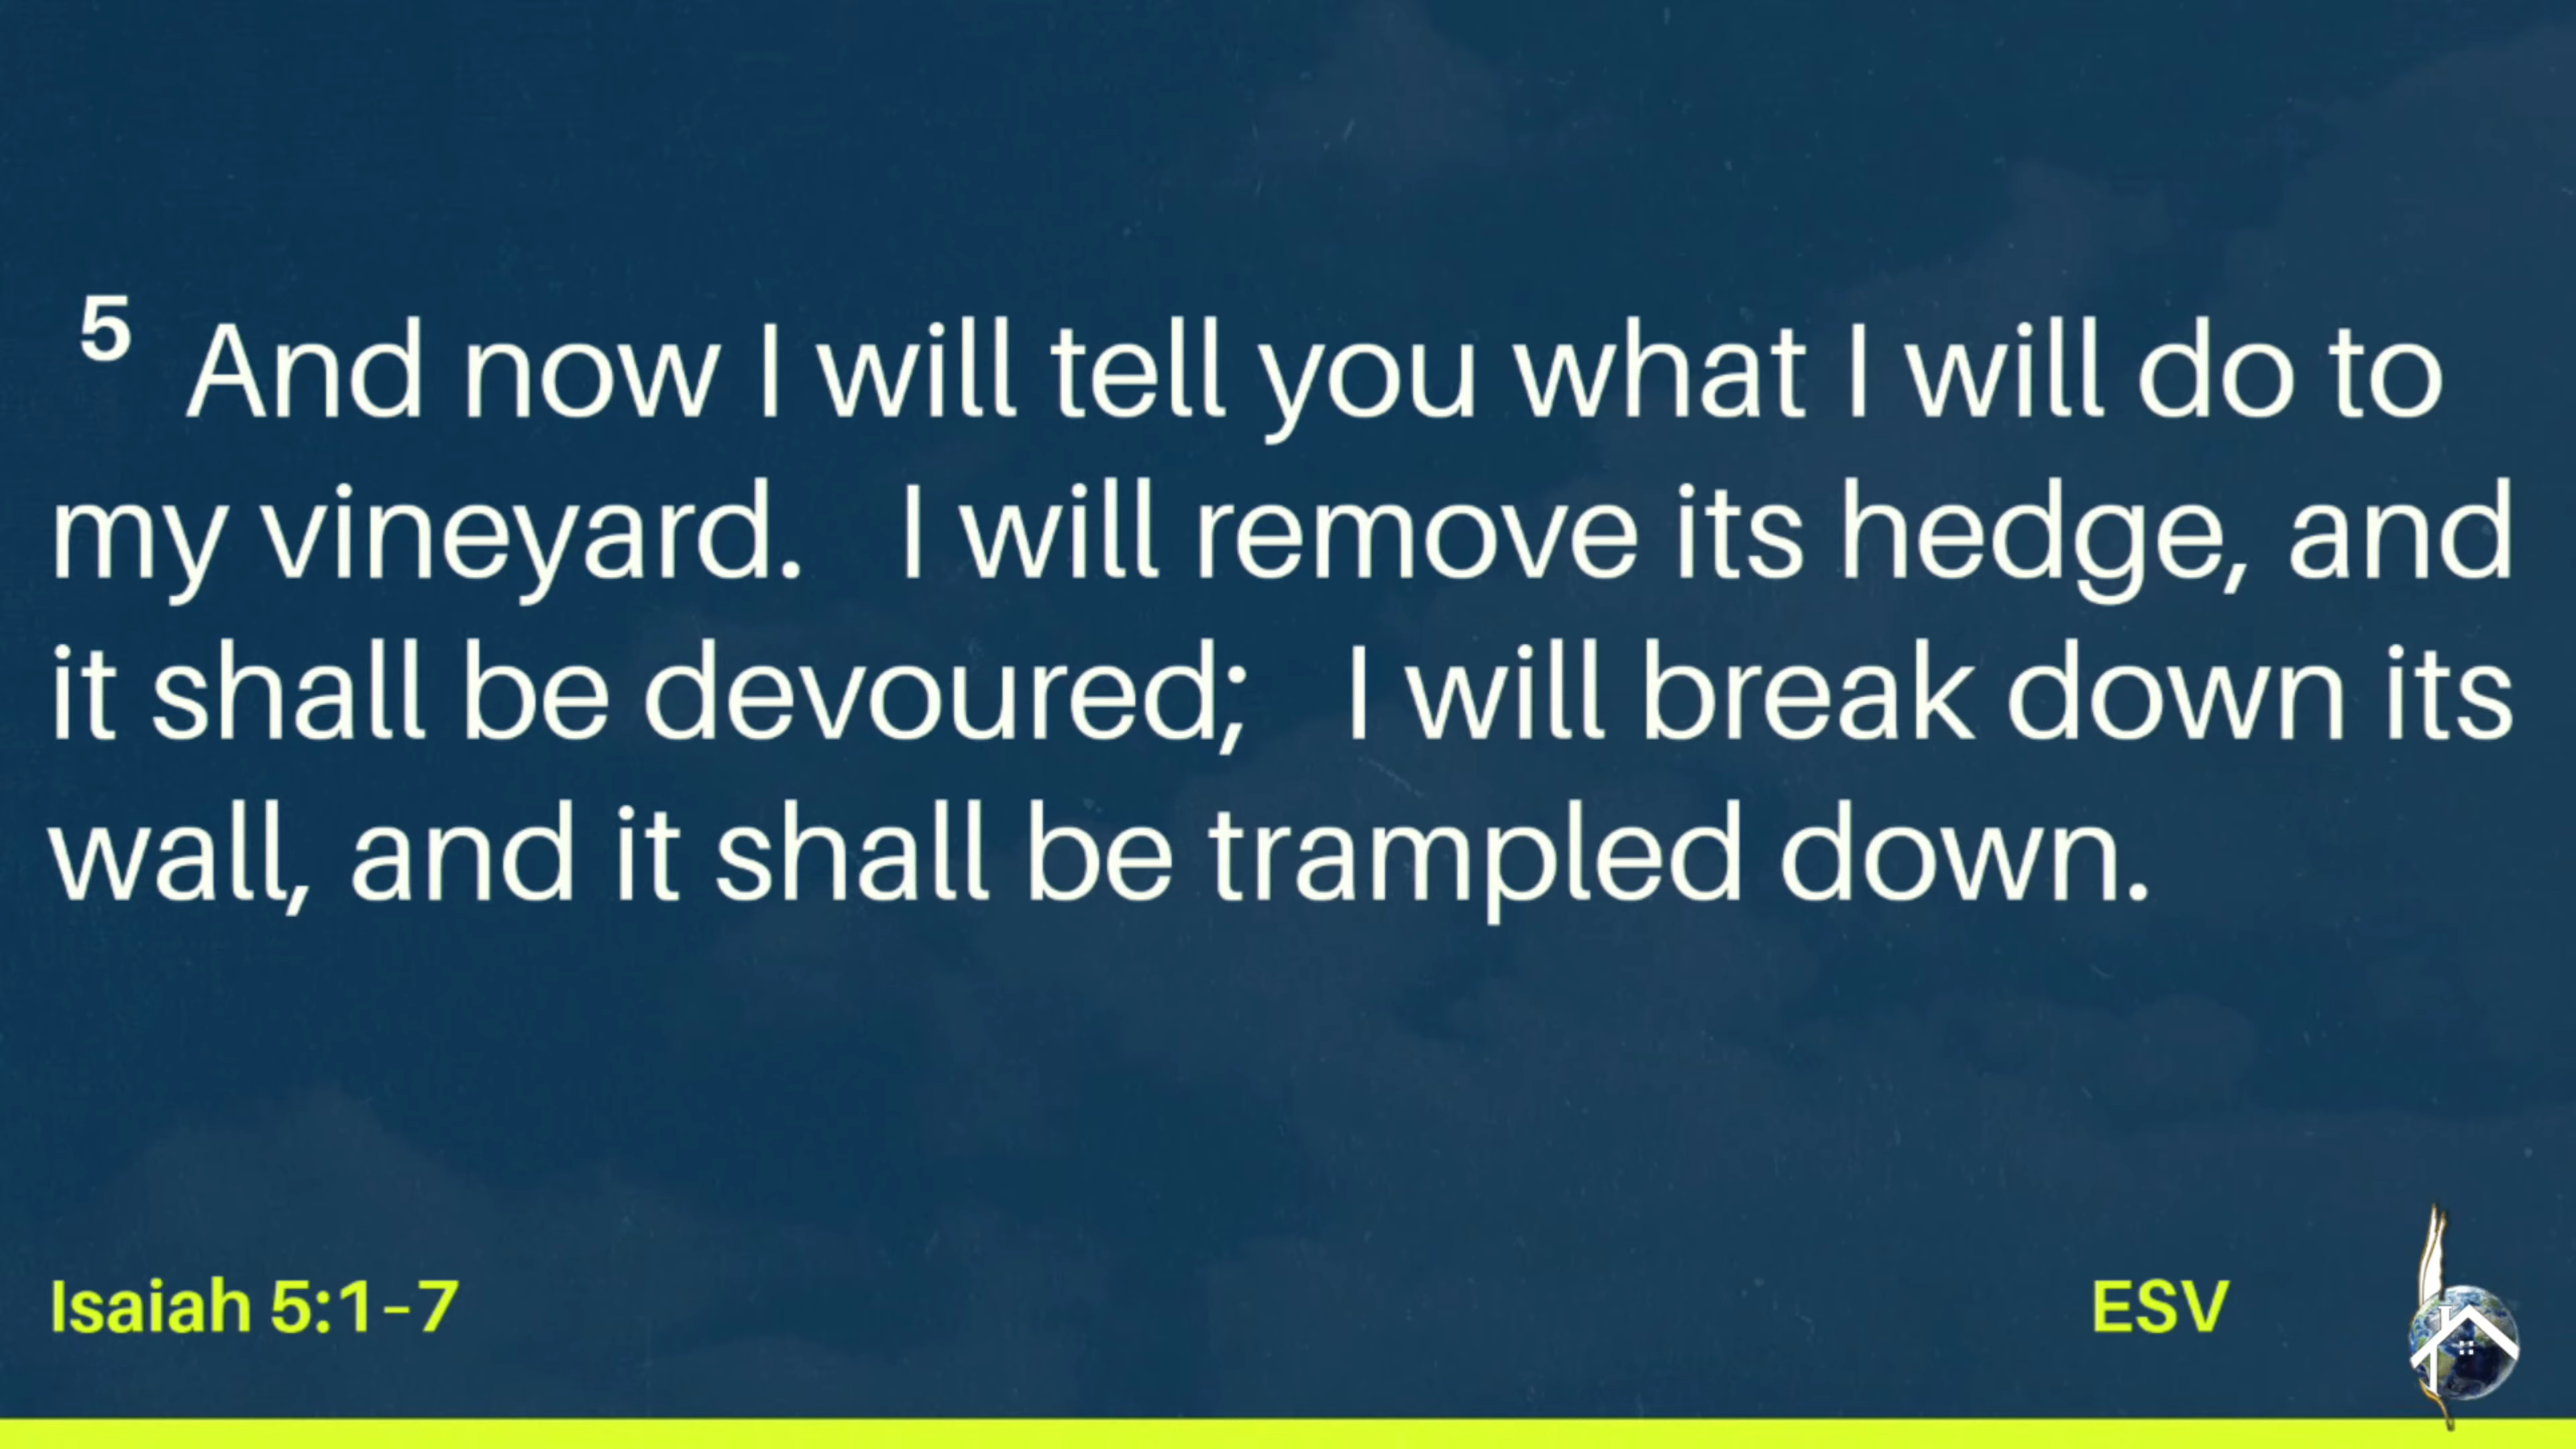 5 And now I will tell you what I will do to
my vineyard. I will remove its hedge, and
it shall be devoured; I will break down its
wall, and it shall be trampled down.
Isaiah 5:1-7
ESV